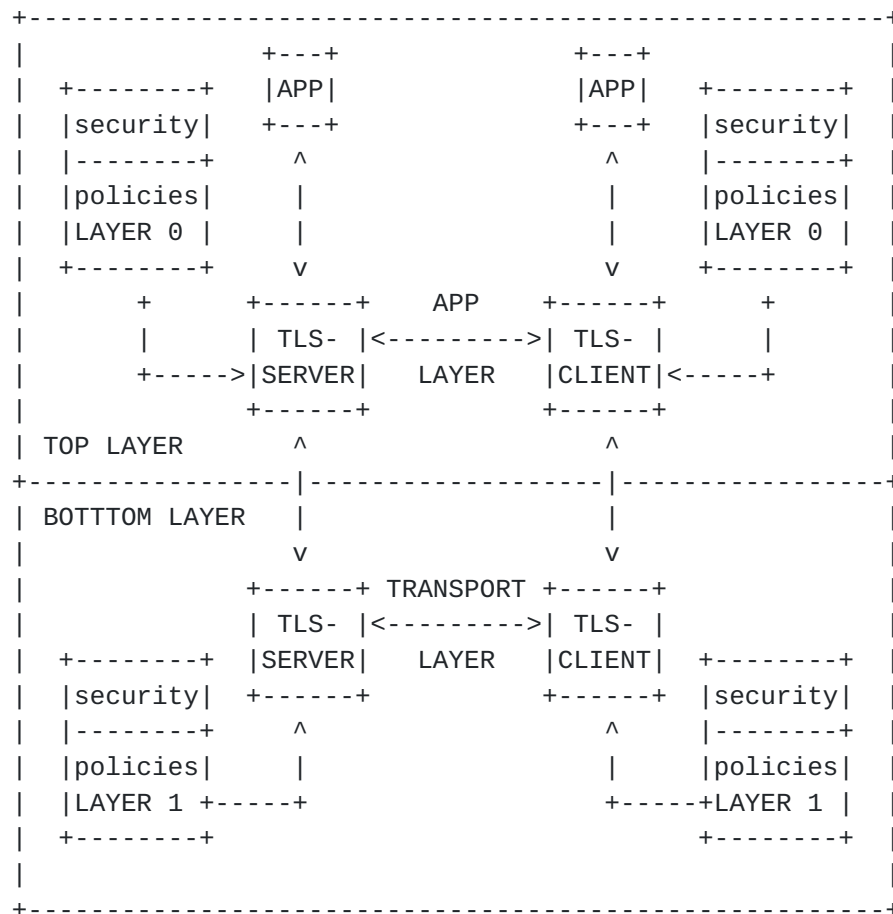 +---------------------------------------------------------+
|                +---+                +---+               |
|  +--------+   |APP|                |APP|   +--------+  |
|  |security|   +---+                +---+   |security|  |
|  |--------+     ^                    ^     |--------+  |
|  |policies|     |                    |     |policies|  |
|  |LAYER 0 |     |                    |     |LAYER 0 |  |
|  +--------+     v                    v     +--------+  |
|       +      +------+    APP    +------+      +       |
|       |      | TLS- |<--------->| TLS- |      |       |
|       +----->|SERVER|   LAYER   |CLIENT|<-----+       |
|              +------+           +------+              |
| TOP LAYER       ^                    ^                |
+-----------------|-------------------|-----------------+
| BOTTTOM LAYER   |                   |                 |
|                 v                   v                 |
|              +------+ TRANSPORT +------+              |
|              | TLS- |<--------->| TLS- |              |
|  +--------+  |SERVER|   LAYER   |CLIENT|  +--------+  |
|  |security|  +------+           +------+  |security|  |
|  |--------+     ^                   ^     |--------+  |
|  |policies|     |                   |     |policies|  |
|  |LAYER 1 +-----+                   +-----+LAYER 1 |  |
|  +--------+                               +--------+  |
|                                                       |
+---------------------------------------------------------+